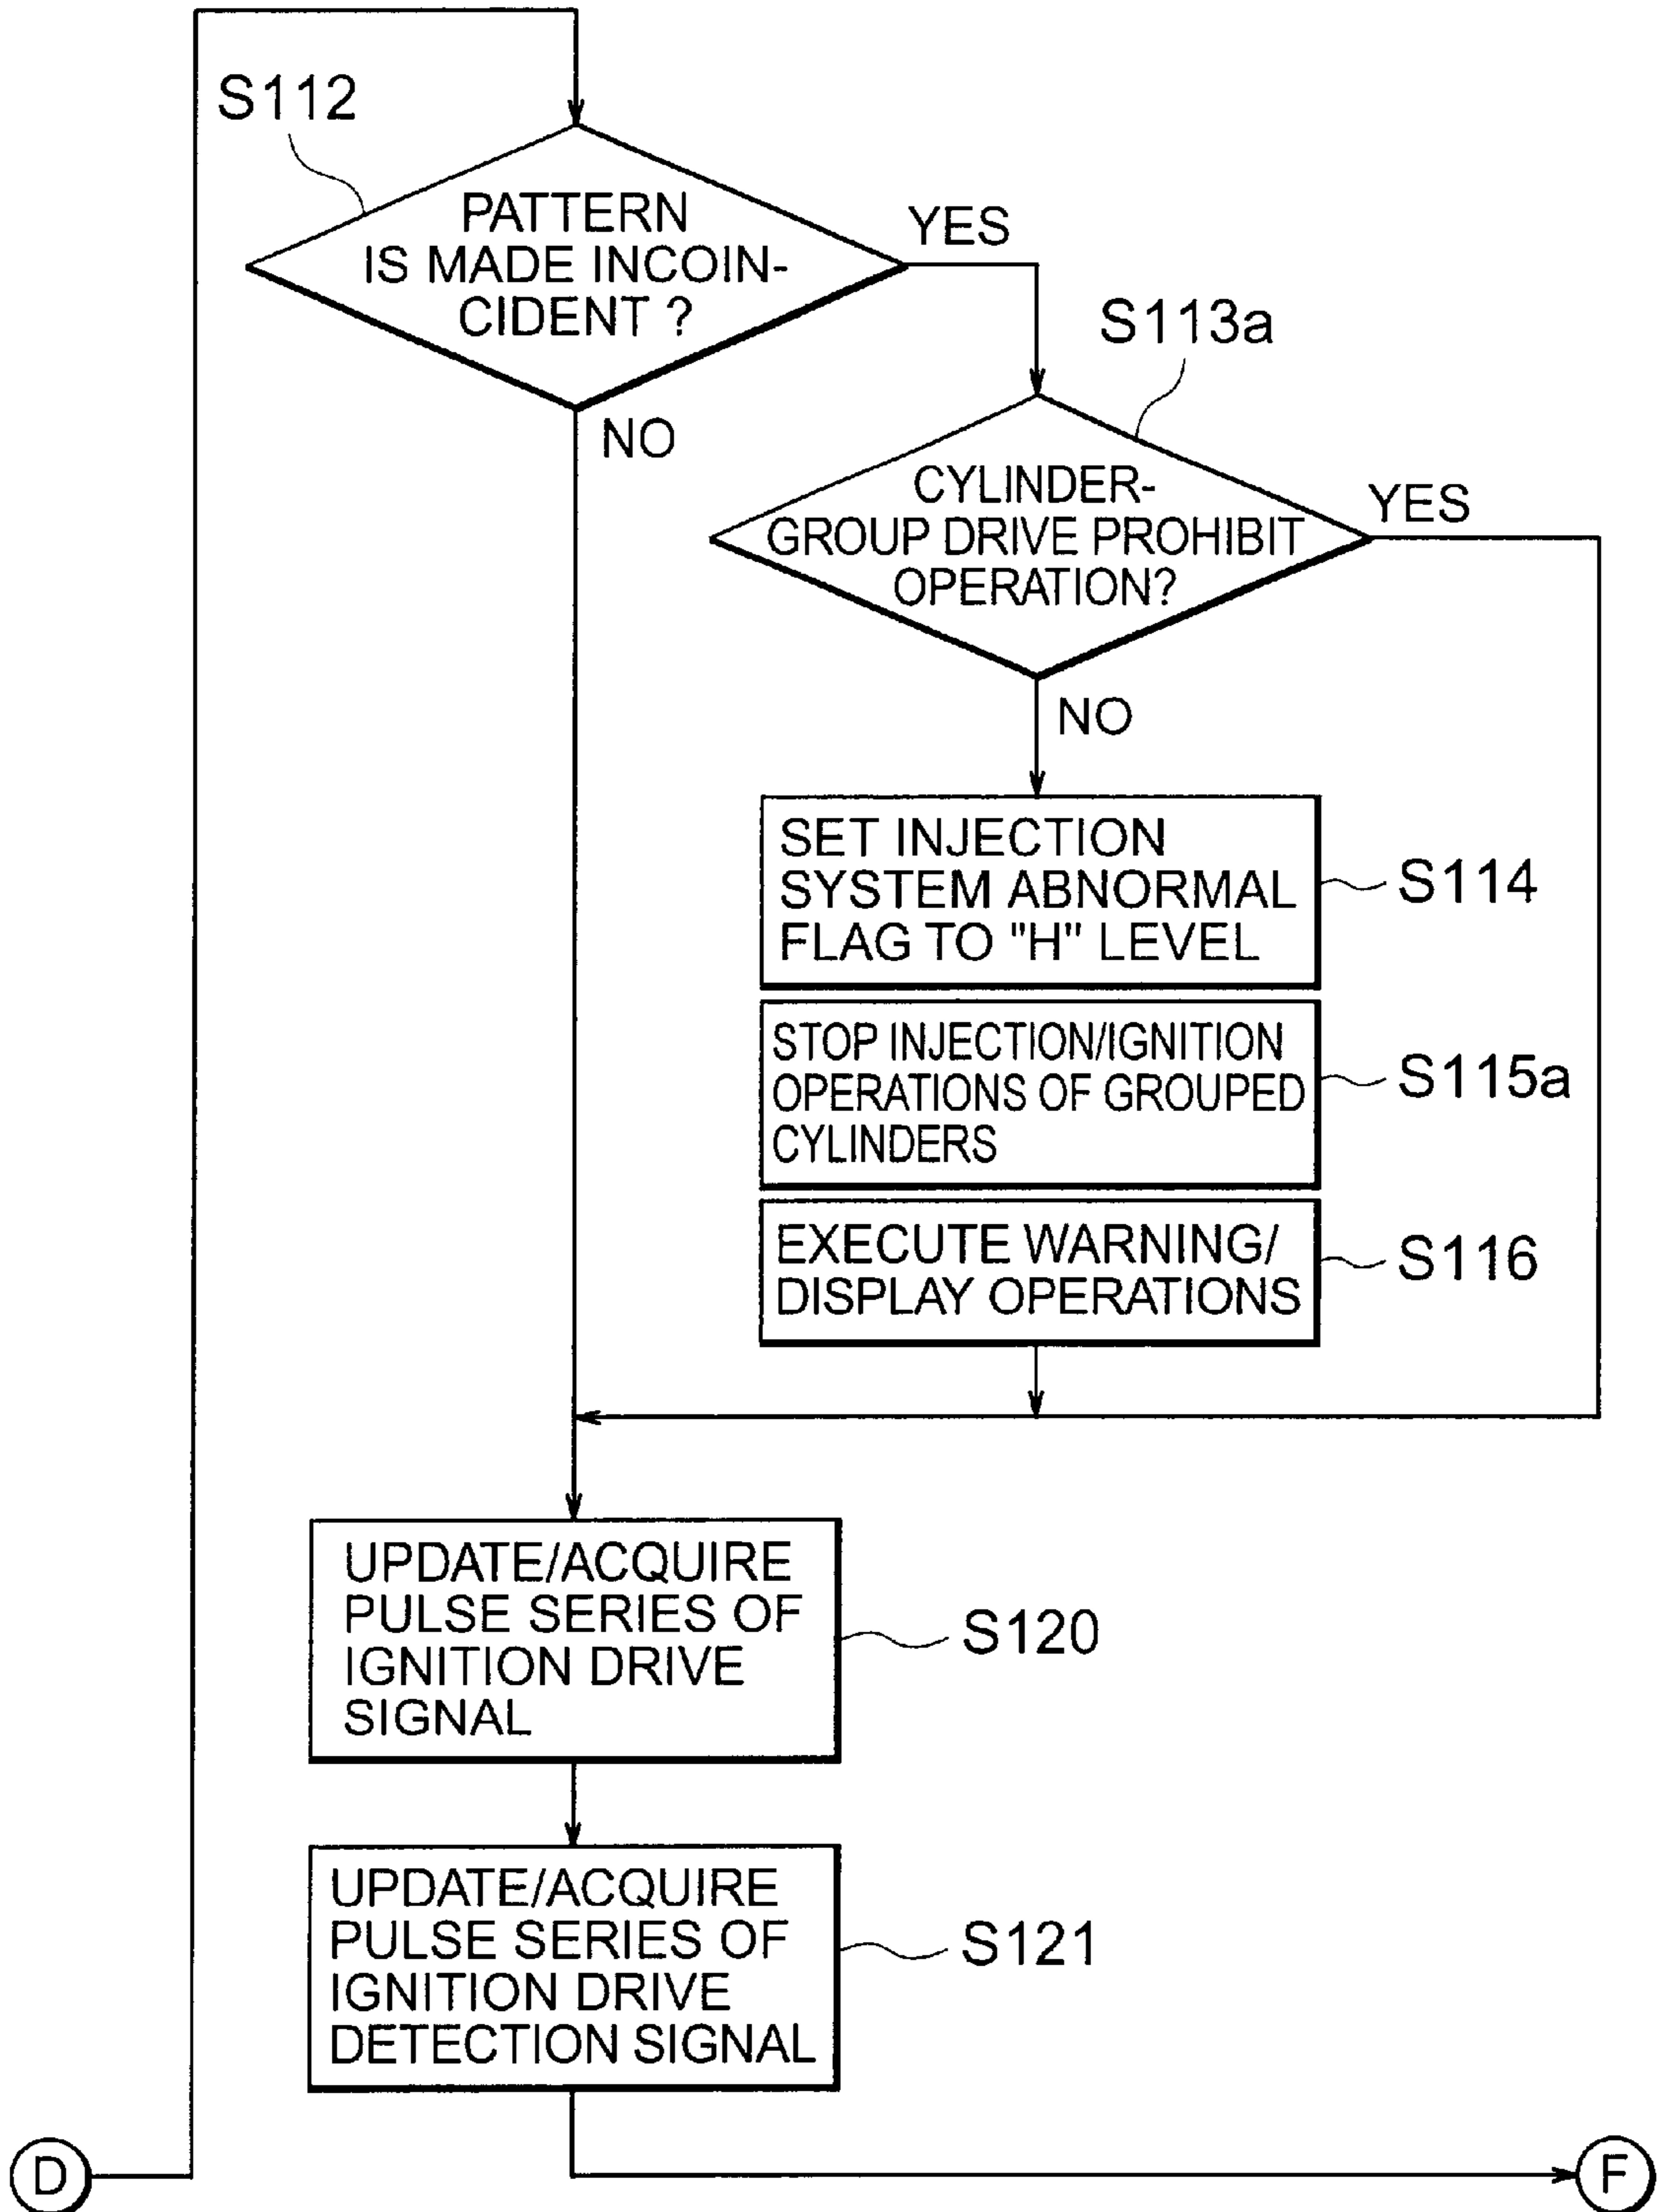 S112
PATTERN
IS MADE INCOIN-
CIDENT ?
YES
NO
S113a
CYLINDER-
GROUP DRIVE PROHIBIT
OPERATION?
YES
NO
SET INJECTION
SYSTEM ABNORMAL
FLAG TO "H" LEVEL
S114
STOP INJECTION/IGNITION
OPERATIONS OF GROUPED
CYLINDERS
S115a
EXECUTE WARNING/
DISPLAY OPERATIONS
S116
UPDATE/ACQUIRE
PULSE SERIES OF
IGNITION DRIVE
SIGNAL
S120
UPDATE/ACQUIRE
PULSE SERIES OF
IGNITION DRIVE
DETECTION SIGNAL
S121
D
F